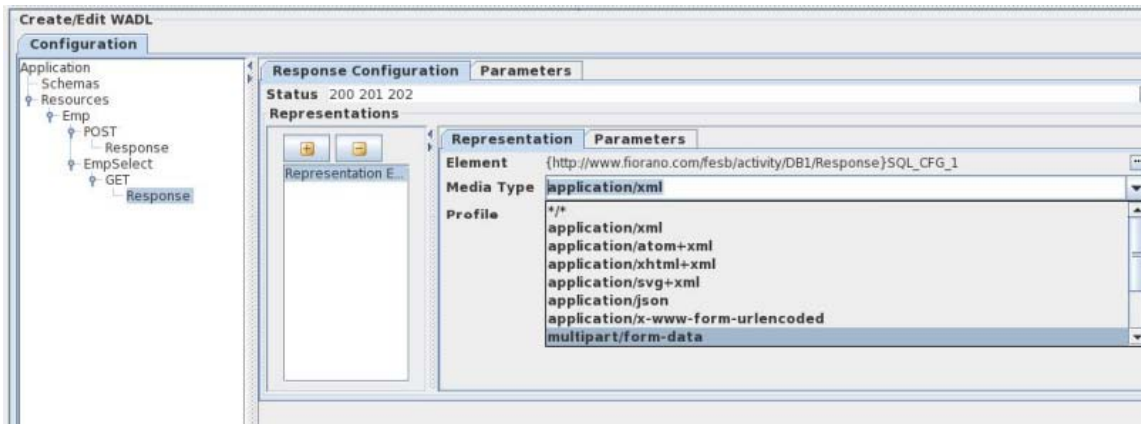 Create/Edit WADL
Configuration
Application
Schemas
Resources
Emp
POST
Response
EmpSelect
GET
Response
Response Configuration Parameters
Status 200 201 202
Representations
Representation E...
Representation Parameters
Element {http://www.fiorano.com/fesb/activity/DB1/Response}SQL_CFG_1
Media Type application/xml
Profile
*/*
application/xml
application/atom+xml
application/xhtml+xml
application/svg+xml
application/json
application/x-www-form-urlencoded
multipart/form-data